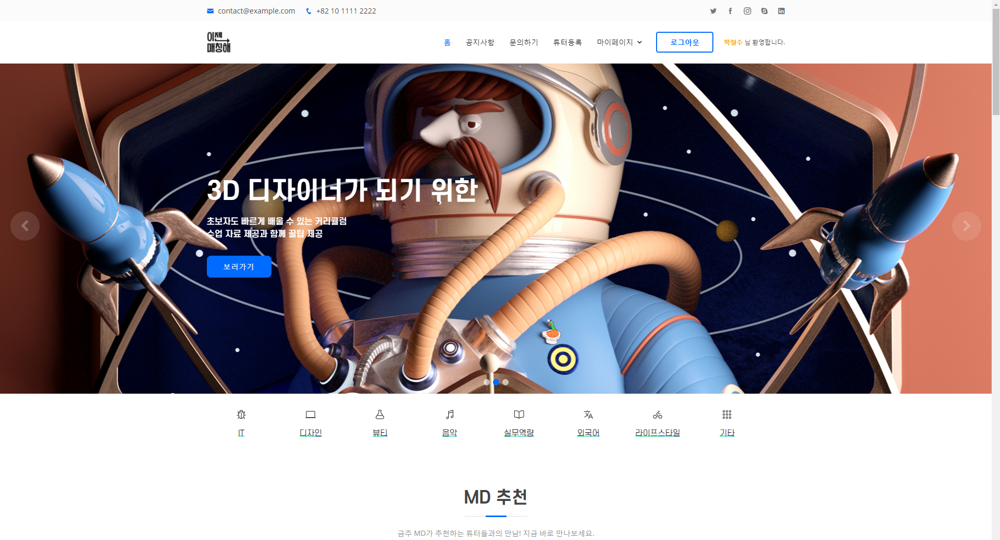 contact@example.com +82 10 1111 2222
이젠
매칭해
홈 공지사항 문의하기 튜터등록 마이페이지 로그아웃 박철수 님 환영합니다.
3D 디자이너가 되기 위한
초보자도 빠르게 배울 수 있는 커리큘럼
수업 자료 제공과 함께 꿀팁 제공
보러가기
IT 디자인 뷰티 음악 실무역량 외국어 라이프스타일 기타
MD 추천
금주 MD가 추천하는 튜터들과의 만남! 지금 바로 만나보세요.